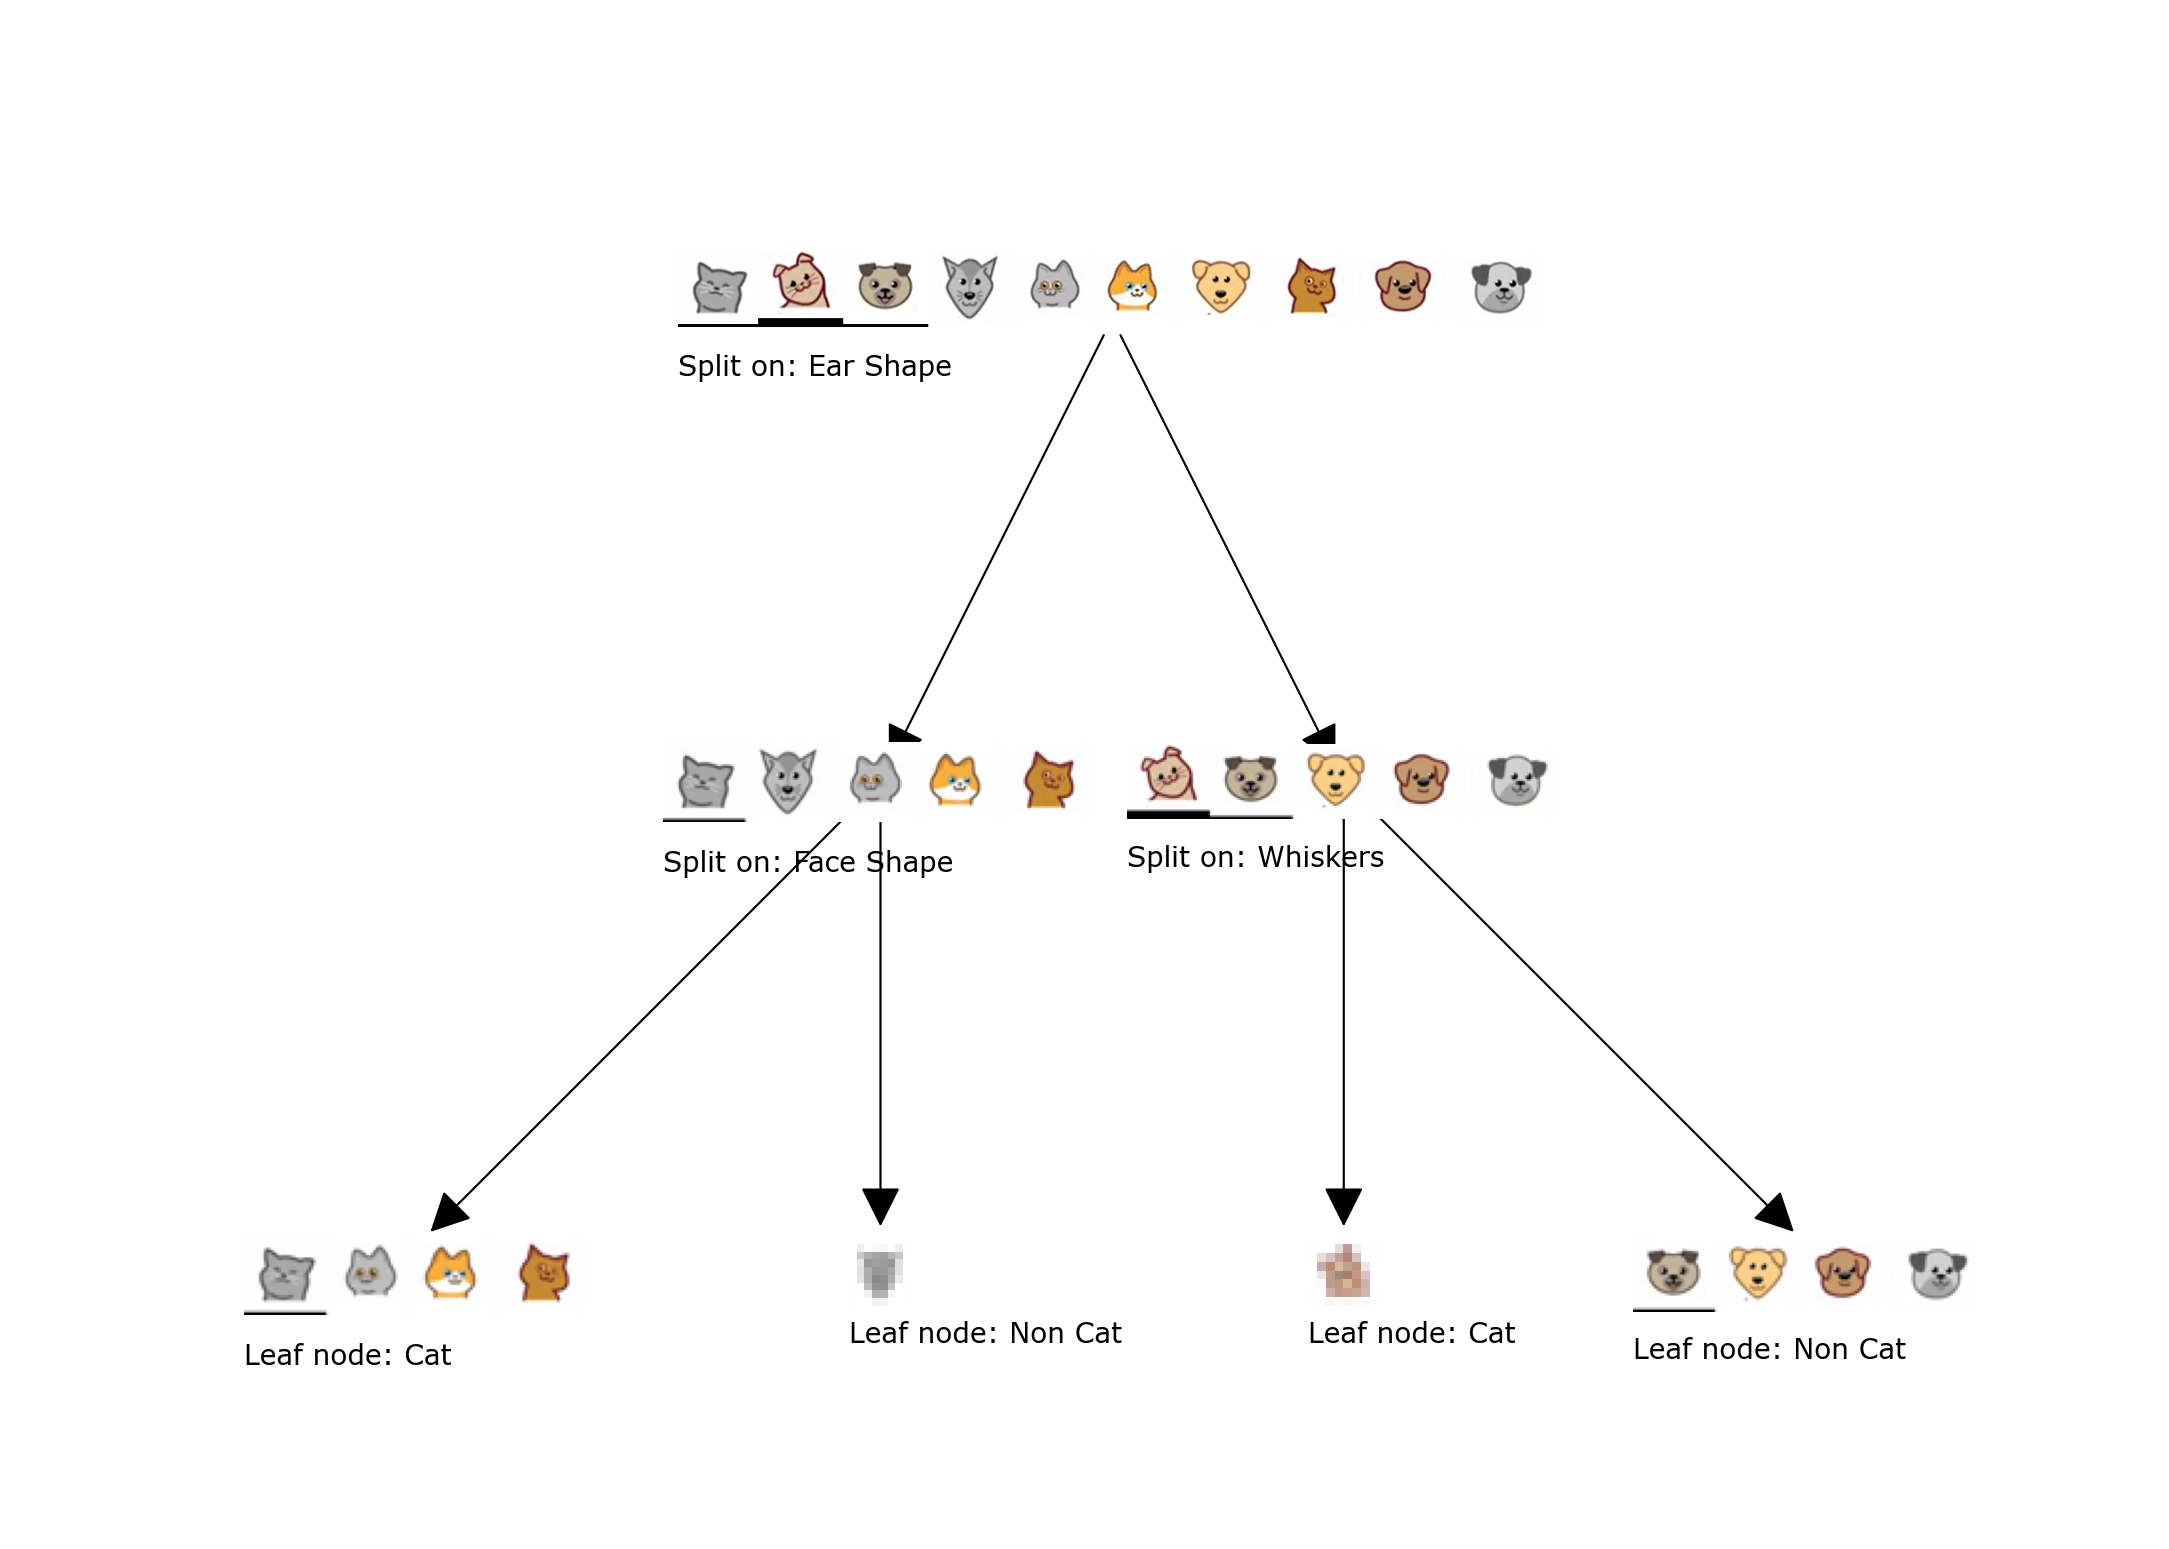 Split on: Ear Shape
Split on: Face Shape
Split on: Whiskers
Leaf node: Cat
Leaf node: Non Cat
Leaf node: Cat
Leaf node: Non Cat